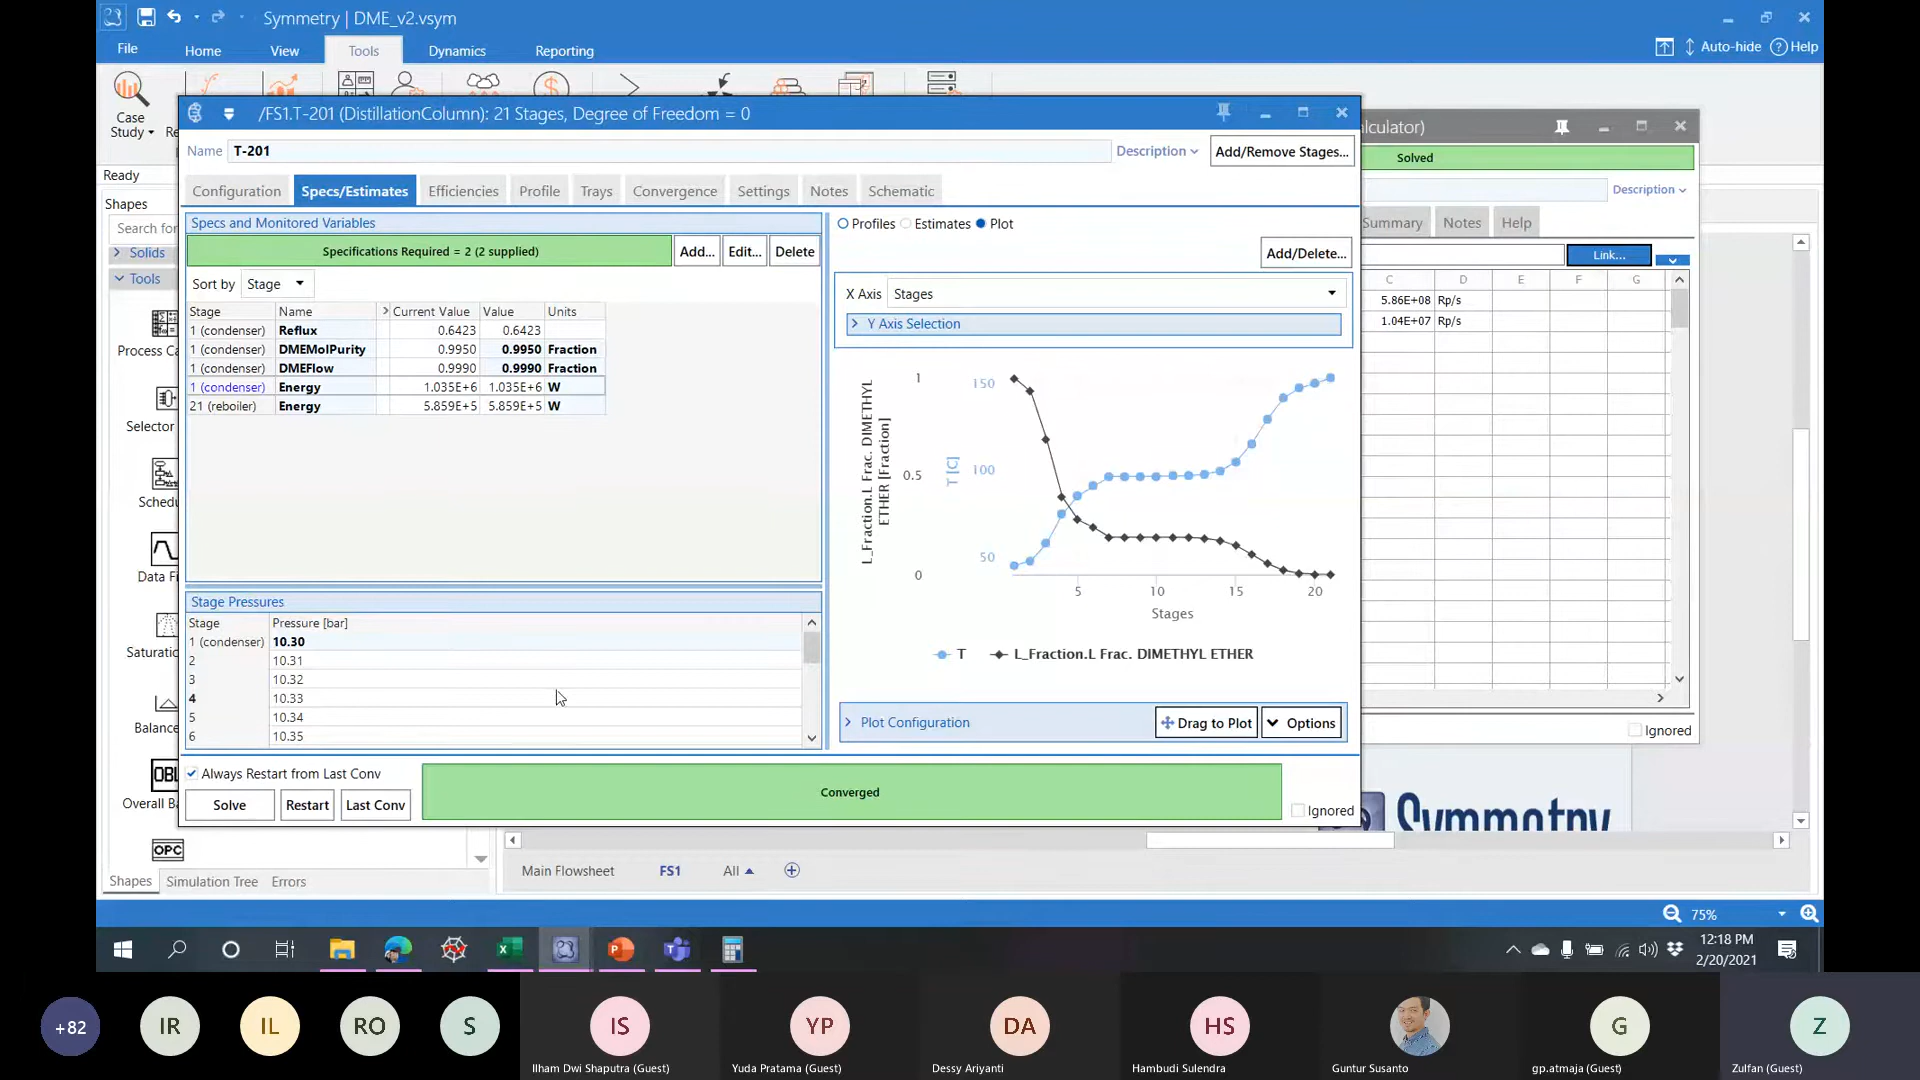 Symmetry | DME_v2.vsym
File
Home
View
Tools
Dynamics
Reporting
Auto-hide
Help
Case
Study
/FS1.T-201 (DistillationColumn): 21 Stages, Degree of Freedom = 0
lculator)
Ready
Name
T-201
Description
Add/Remove Stages...
Solved
Description
Configuration
Specs/Estimates
Efficiencies
Profile
Trays
Convergence
Settings
Notes
Schematic
Summary
Notes
Help
Shapes
Search for
Solids
Tools
Process Ca
Selector
Schedu
Data Fi
Saturatio
Balance
Overall Ba
OBL
OPC
Specs and Monitored Variables
Specifications Required = 2 (2 supplied)
Add...
Edit...
Delete
Sort by
Stage
Stage Name > Current Value Value Units
1 (condenser) Reflux 0.6423 0.6423
1 (condenser) DMEMolPurity 0.9950 0.9950 Fraction
1 (condenser) DMEFlow 0.9990 0.9990 Fraction
1 (condenser) Energy 1.035E+6 1.035E+6 W
21 (reboiler) Energy 5.859E+5 5.859E+5 W
Stage Pressures
Stage Pressure [bar]
1 (condenser) 10.30
2 10.31
3 10.32
4 10.33
5 10.34
6 10.35
Profiles
Estimates
Plot
Add/Delete...
X Axis
Stages
Y Axis Selection
L_Fraction.L Frac. DIMETHYL
ETHER [Fraction]
1
0.5
0
T [C]
150
100
50
5
10
15
20
Stages
T
L_Fraction.L Frac. DIMETHYL ETHER
Plot Configuration
Drag to Plot
Options
Link...
C D E F G
5.86E+08 Rp/s
1.04E+07 Rp/s
Ignored
Always Restart from Last Conv
Solve
Restart
Last Conv
Converged
Ignored
Symmetry
Shapes
Simulation Tree
Errors
Main Flowsheet
FS1
All
75%
12:18 PM
2/20/2021
+82
IR
IL
RO
S
IS
YP
DA
HS
G
Z
Ilham Dwi Shaputra (Guest)
Yuda Pratama (Guest)
Dessy Ariyanti
Hambudi Sulendra
Guntur Susanto
gp.atmaja (Guest)
Zulfan (Guest)